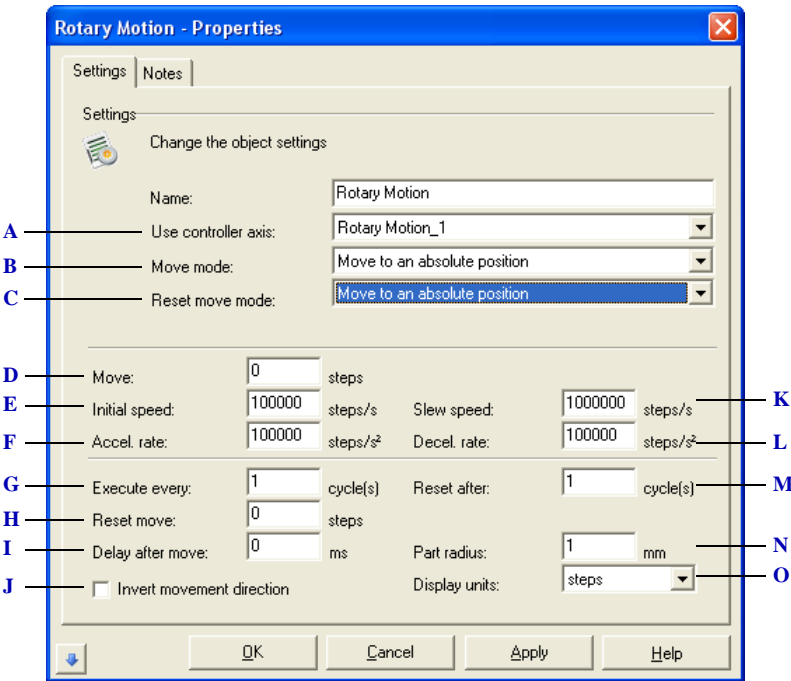 Rotary Motion - Properties
Settings Notes
Settings
Change the object settings
Name: Rotary Motion
A Use controller axis: Rotary Motion_1
B Move mode: Move to an absolute position
C Reset move mode: Move to an absolute position
D Move: 0 steps
E Initial speed: 100000 steps/s Slew speed: 1000000 steps/s K
F Accel. rate: 100000 steps/s² Decel. rate: 100000 steps/s² L
G Execute every: 1 cycle(s) Reset after: 1 cycle(s) M
H Reset move: 0 steps
I Delay after move: 0 ms Part radius: 1 mm N
J Invert movement direction Display units: steps O
OK Cancel Apply Help